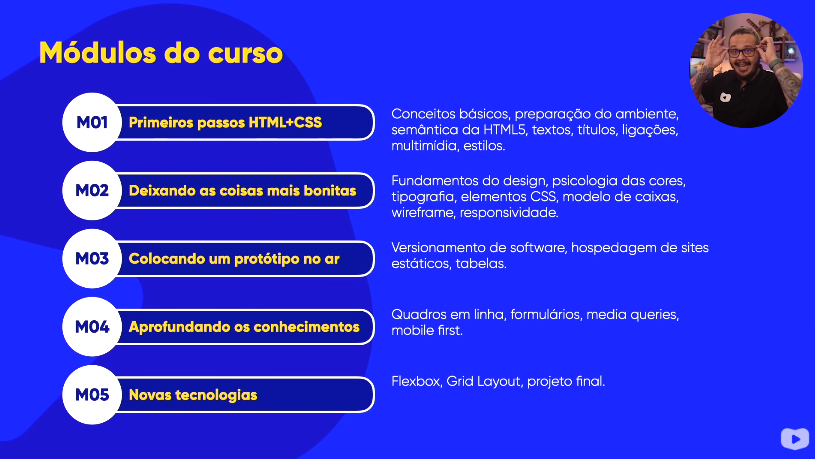 Módulos do curso
M01
Primeiros passos HTML+CSS
Conceitos básicos, preparação do ambiente,
semântica da HTML5, textos, títulos, ligações,
multimídia, estilos.
M02
Deixando as coisas mais bonitas
Fundamentos do design, psicologia das cores,
tipografia, elementos CSS, modelo de caixas,
wireframe, responsividade.
M03
Colocando um protótipo no ar
Versionamento de software, hospedagem de sites
estáticos, tabelas.
M04
Aprofundando os conhecimentos
Quadros em linha, formulários, media queries,
mobile first.
M05
Novas tecnologias
Flexbox, Grid Layout, projeto final.